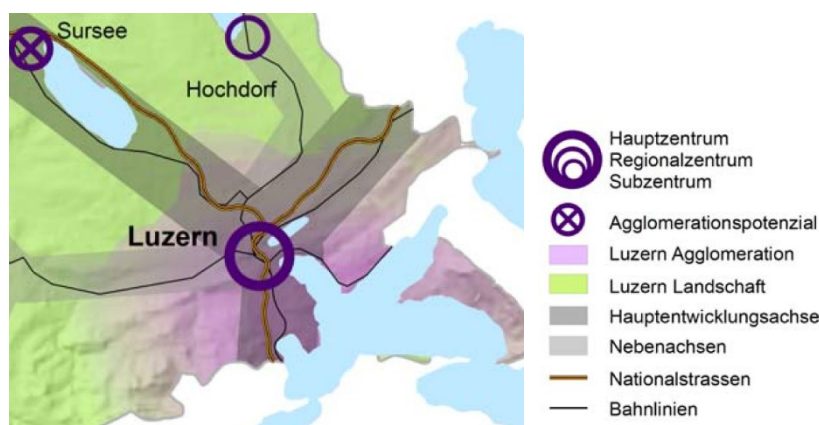 Sursee
Hochdorf
Luzern
Hauptzentrum
Regionalzentrum
Subzentrum
Agglomerationspotenzial
Luzern Agglomeration
Luzern Landschaft
Hauptentwicklungsachse
Nebenachsen
Nationalstrassen
Bahnlinien